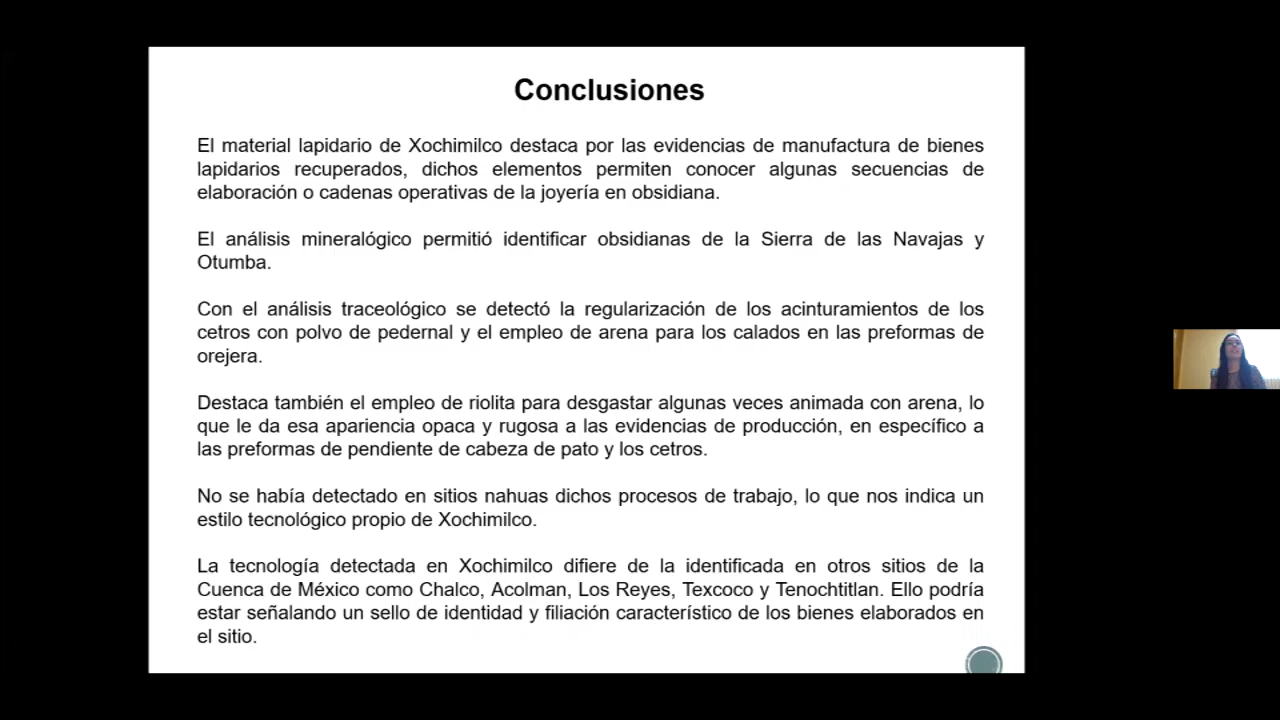 Conclusiones
El material lapidario de Xochimilco destaca por las evidencias de manufactura de bienes
lapidarios recuperados, dichos elementos permiten conocer algunas secuencias de
elaboración o cadenas operativas de la joyería en obsidiana.
El análisis mineralógico permitió identificar obsidianas de la Sierra de las Navajas y
Otumba.
Con el análisis traceológico se detectó la regularización de los acinturamientos de los
cetros con polvo de pedernal y el empleo de arena para los calados en las preformas de
orejera.
Destaca también el empleo de riolita para desgastar algunas veces animada con arena, lo
que le da esa apariencia opaca y rugosa a las evidencias de producción, en específico a
las preformas de pendiente de cabeza de pato y los cetros.
No se había detectado en sitios nahuas dichos procesos de trabajo, lo que nos indica un
estilo tecnológico propio de Xochimilco.
La tecnología detectada en Xochimilco difiere de la identificada en otros sitios de la
Cuenca de México como Chalco, Acolman, Los Reyes, Texcoco y Tenochtitlan. Ello podría
estar señalando un sello de identidad y filiación característico de los bienes elaborados en
el sitio.